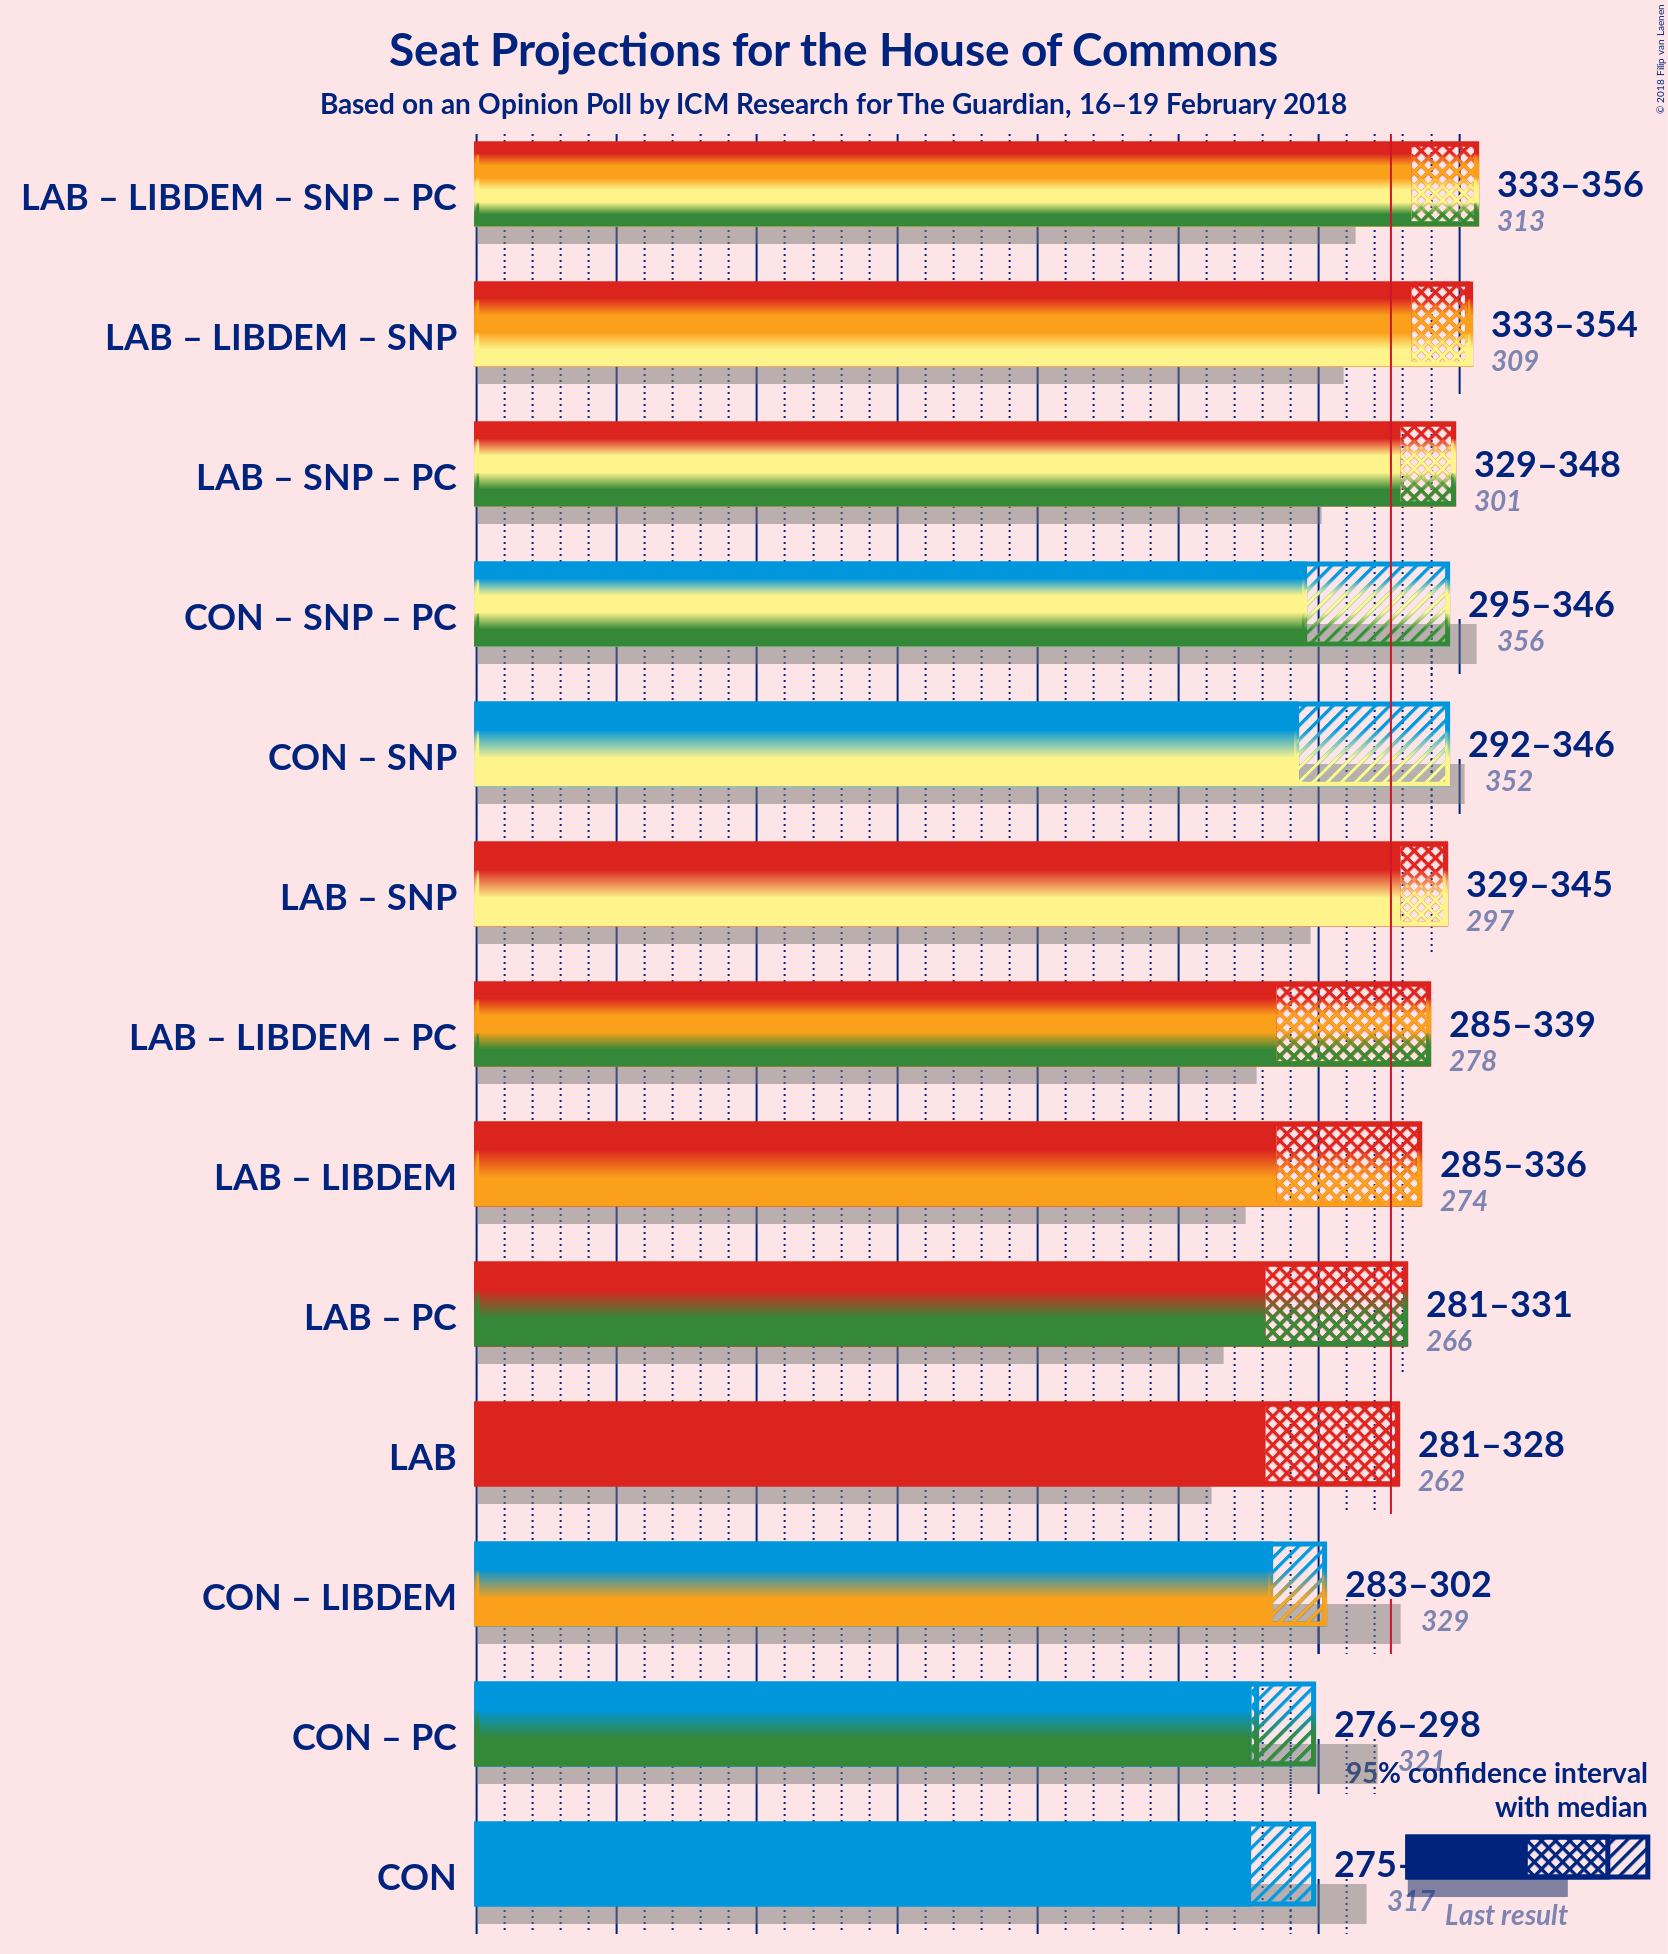 Seat Projections for the House of Commons
Based on an Opinion Poll by ICM Research for The Guardian, 16–19 February 2018
© 2018 Filip van Laenen
LAB – LIBDEM – SNP – PC
333–356
313
LAB – LIBDEM – SNP
333–354
309
LAB – SNP – PC
329–348
301
CON – SNP – PC
295–346
356
CON – SNP
292–346
352
LAB – SNP
329–345
297
LAB – LIBDEM – PC
285–339
278
LAB – LIBDEM
285–336
274
LAB – PC
281–331
266
LAB
281–328
262
CON – LIBDEM
283–302
329
CON – PC
276–298
321
95% confidence interval
with median
CON
275–
317
Last result